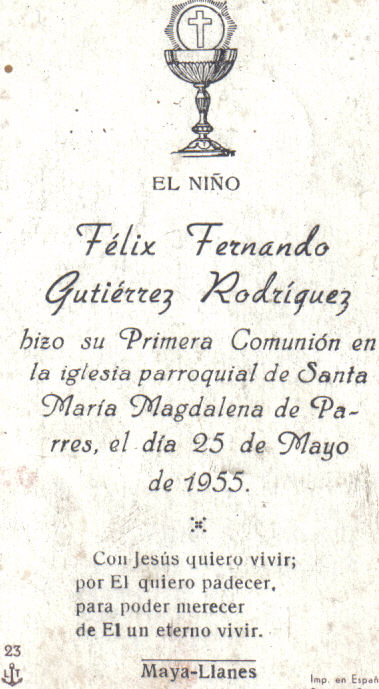 EL NIÑO
Félix Fernando
Gutiérrez Rodríguez
hizo su Primera Comunión en
la iglesia parroquial de Santa
María Magdalena de Pa-
rres, el día 25 de Mayo
de 1955.
Con Jesús quiero vivir;
por El quiero padecer,
para poder merecer
de El un eterno vivir.
23
Maya-Llanes
Imp. en Españ